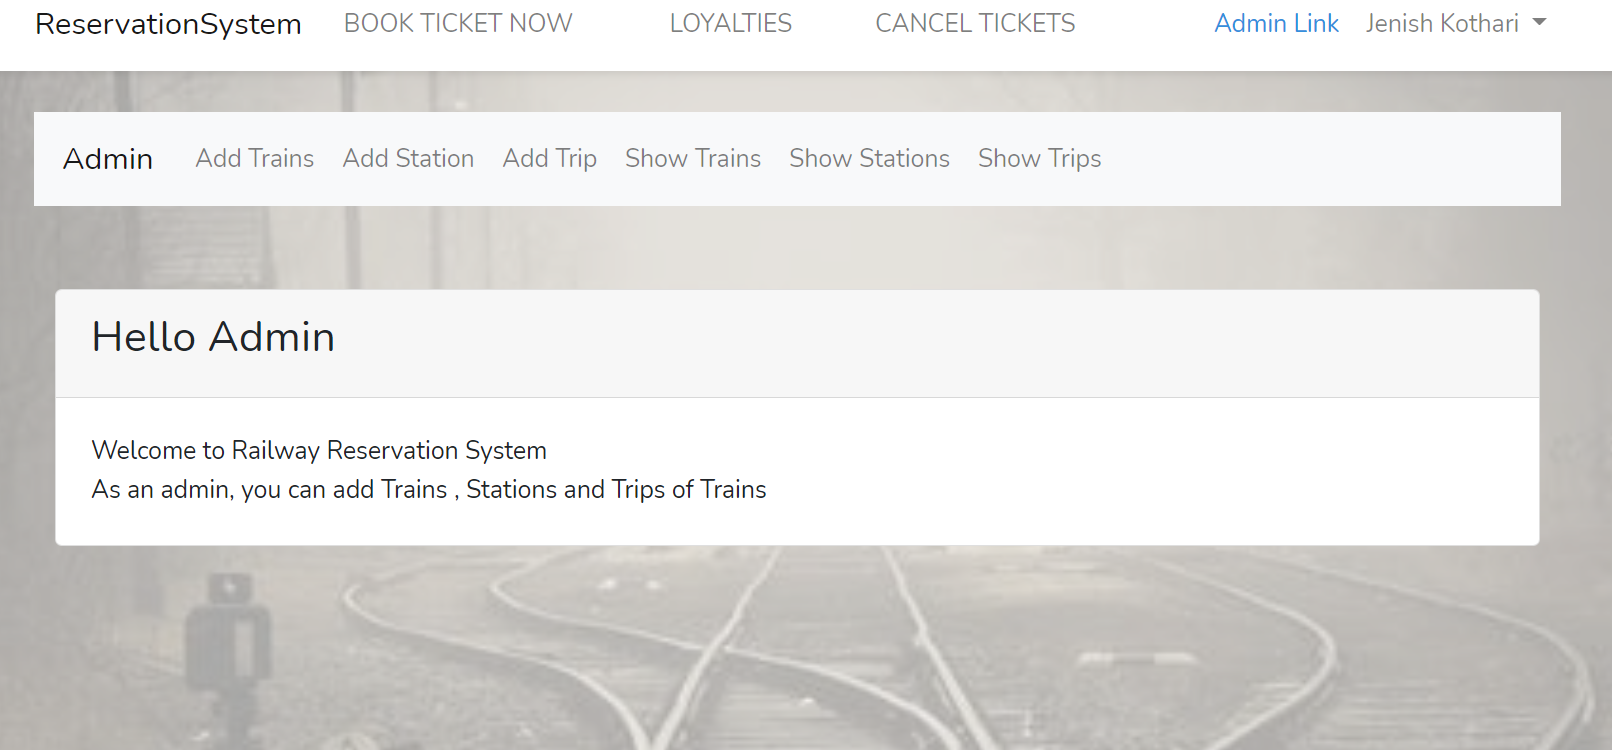 ReservationSystem BOOK TICKET NOW LOYALTIES CANCEL TICKETS Admin Link Jenish Kothari
Admin Add Trains Add Station Add Trip Show Trains Show Stations Show Trips
Hello Admin
Welcome to Railway Reservation System
As an admin, you can add Trains , Stations and Trips of Trains